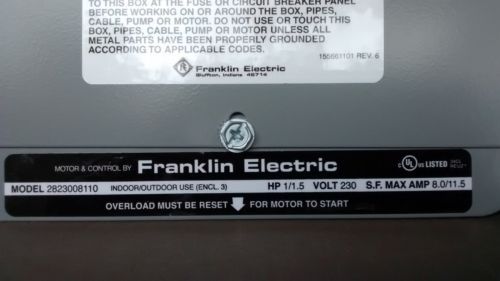 TO THIS BOX AT THE FUSE OR CIRCUIT BREAKER PANEL
BEFORE WORKING ON OR AROUND THE BOX, PIPES,
CABLE, PUMP OR MOTOR. DO NOT USE OR TOUCH THIS
BOX, PIPES, CABLE, PUMP OR MOTOR UNLESS ALL
METAL PARTS HAVE BEEN PROPERLY GROUNDED
ACCORDING TO APPLICABLE CODES.
155661101 REV. 6
Franklin Electric
Bluffton, Indiana 46714
MOTOR & CONTROL BY Franklin Electric c UL US LISTED
MODEL 2823008110 INDOOR/OUTDOOR USE (ENCL. 3) HP 1/1.5 VOLT 230 S.F. MAX AMP 8.0/11.5
OVERLOAD MUST BE RESET FOR MOTOR TO START